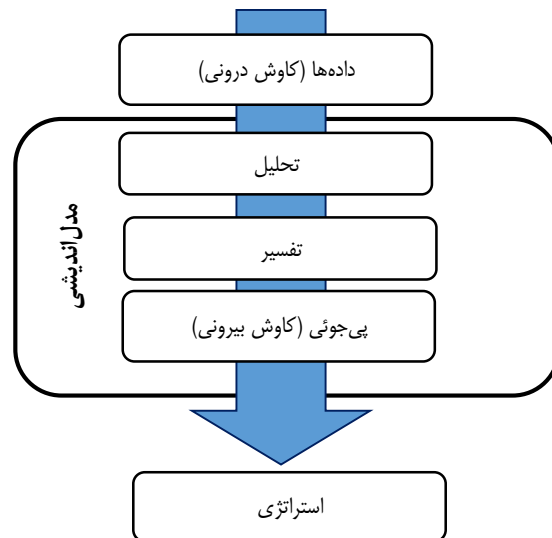 داده‌ها (کاوش درونی)
تحلیل
مدل‌اندیشی
تفسیر
پی‌جوئی (کاوش بیرونی)
استراتژی